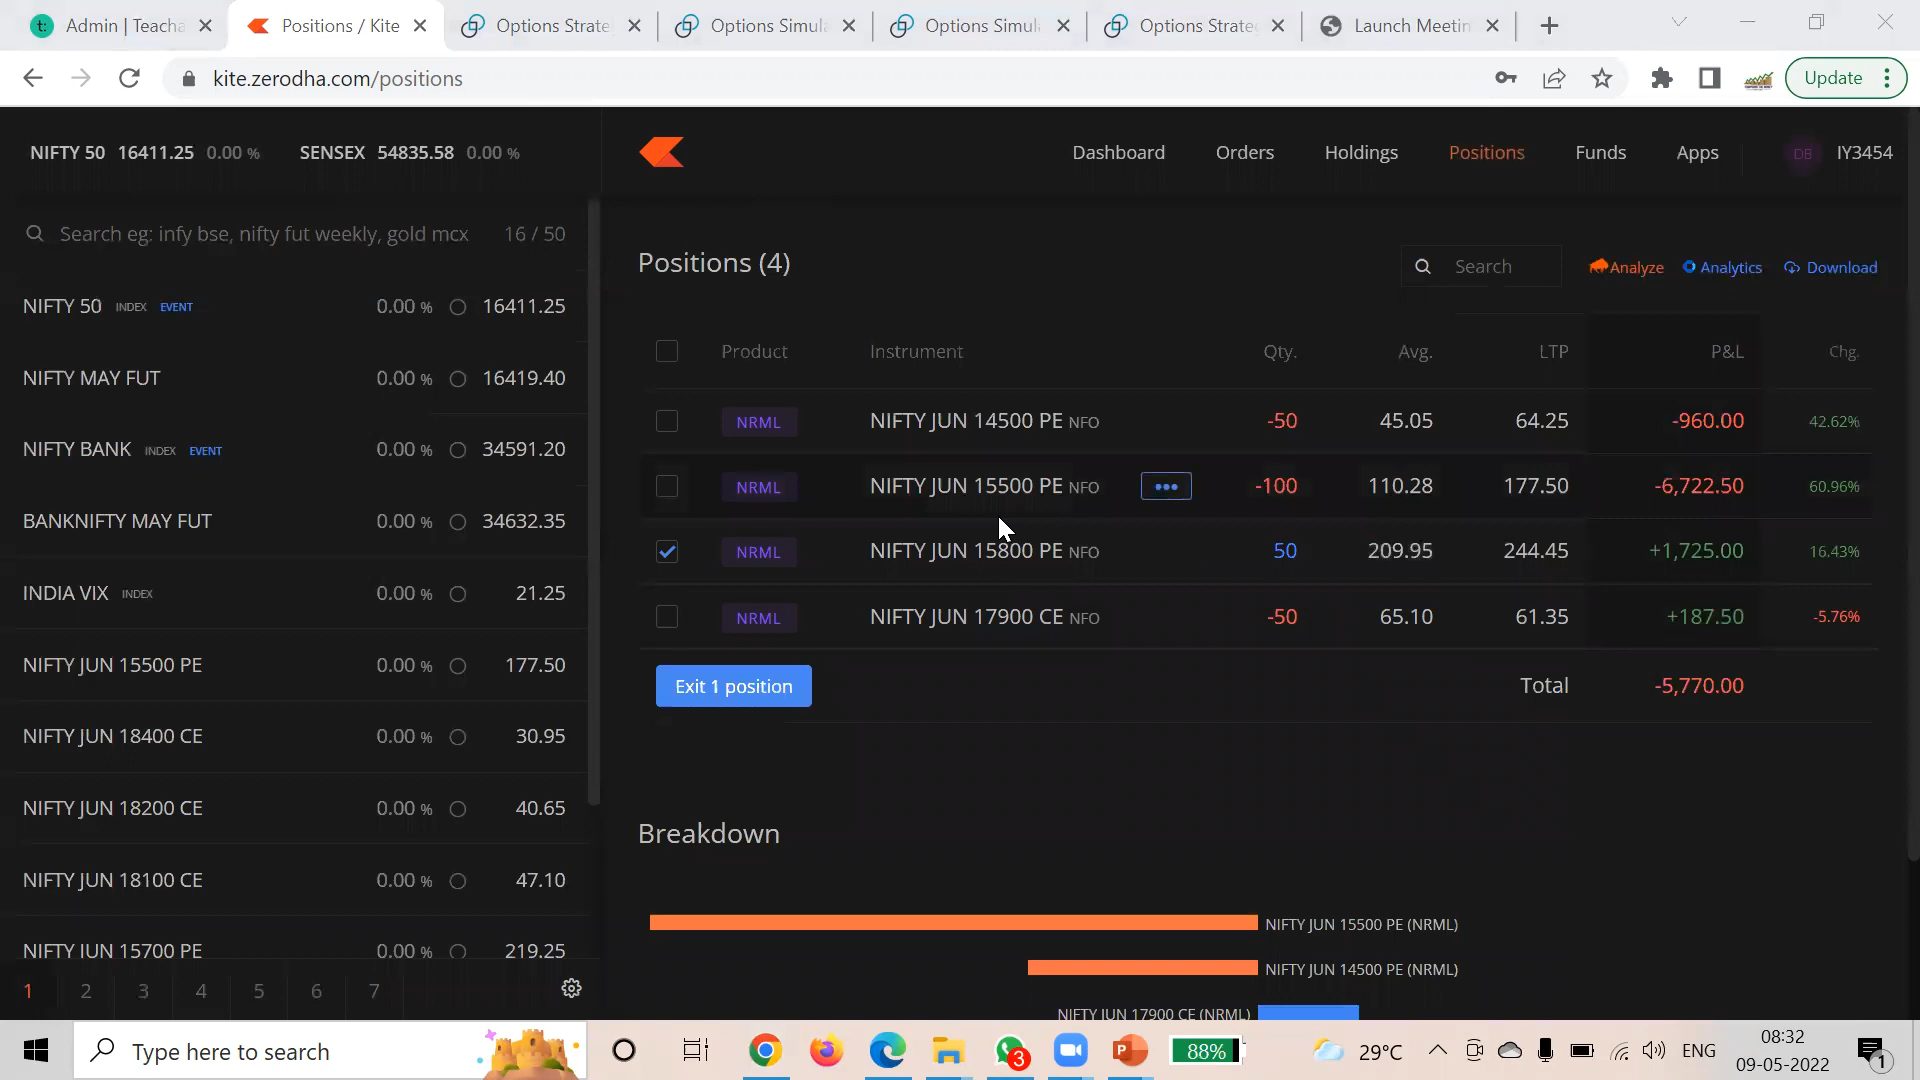 t: Admin | Teacha
Positions / Kite
Options Strate
Options Simul
Options Simul
Options Strate
Launch Meetin
kite.zerodha.com/positions
Update
NIFTY 50 16411.25 0.00 %
SENSEX 54835.58 0.00 %
Dashboard
Orders
Holdings
Positions
Funds
Apps
DB
IY3454
Search eg: infy bse, nifty fut weekly, gold mcx 16 / 50
NIFTY 50 INDEX EVENT 0.00 % 16411.25
NIFTY MAY FUT 0.00 % 16419.40
NIFTY BANK INDEX EVENT 0.00 % 34591.20
BANKNIFTY MAY FUT 0.00 % 34632.35
INDIA VIX INDEX 0.00 % 21.25
NIFTY JUN 15500 PE 0.00 % 177.50
NIFTY JUN 18400 CE 0.00 % 30.95
NIFTY JUN 18200 CE 0.00 % 40.65
NIFTY JUN 18100 CE 0.00 % 47.10
NIFTY JUN 15700 PE 0.00 % 219.25
1 2 3 4 5 6 7
Positions (4)
Search
Analyze
Analytics
Download
Product Instrument Qty. Avg. LTP P&L Chg.
NRML NIFTY JUN 14500 PE NFO -50 45.05 64.25 -960.00 42.62%
NRML NIFTY JUN 15500 PE NFO -100 110.28 177.50 -6,722.50 60.96%
NRML NIFTY JUN 15800 PE NFO 50 209.95 244.45 +1,725.00 16.43%
NRML NIFTY JUN 17900 CE NFO -50 65.10 61.35 +187.50 -5.76%
Exit 1 position
Total -5,770.00
Breakdown
NIFTY JUN 15500 PE (NRML)
NIFTY JUN 14500 PE (NRML)
NIFTY JUN 17900 CE (NRML)
Type here to search
3
P
88%
29°C
ENG
08:32
09-05-2022
1